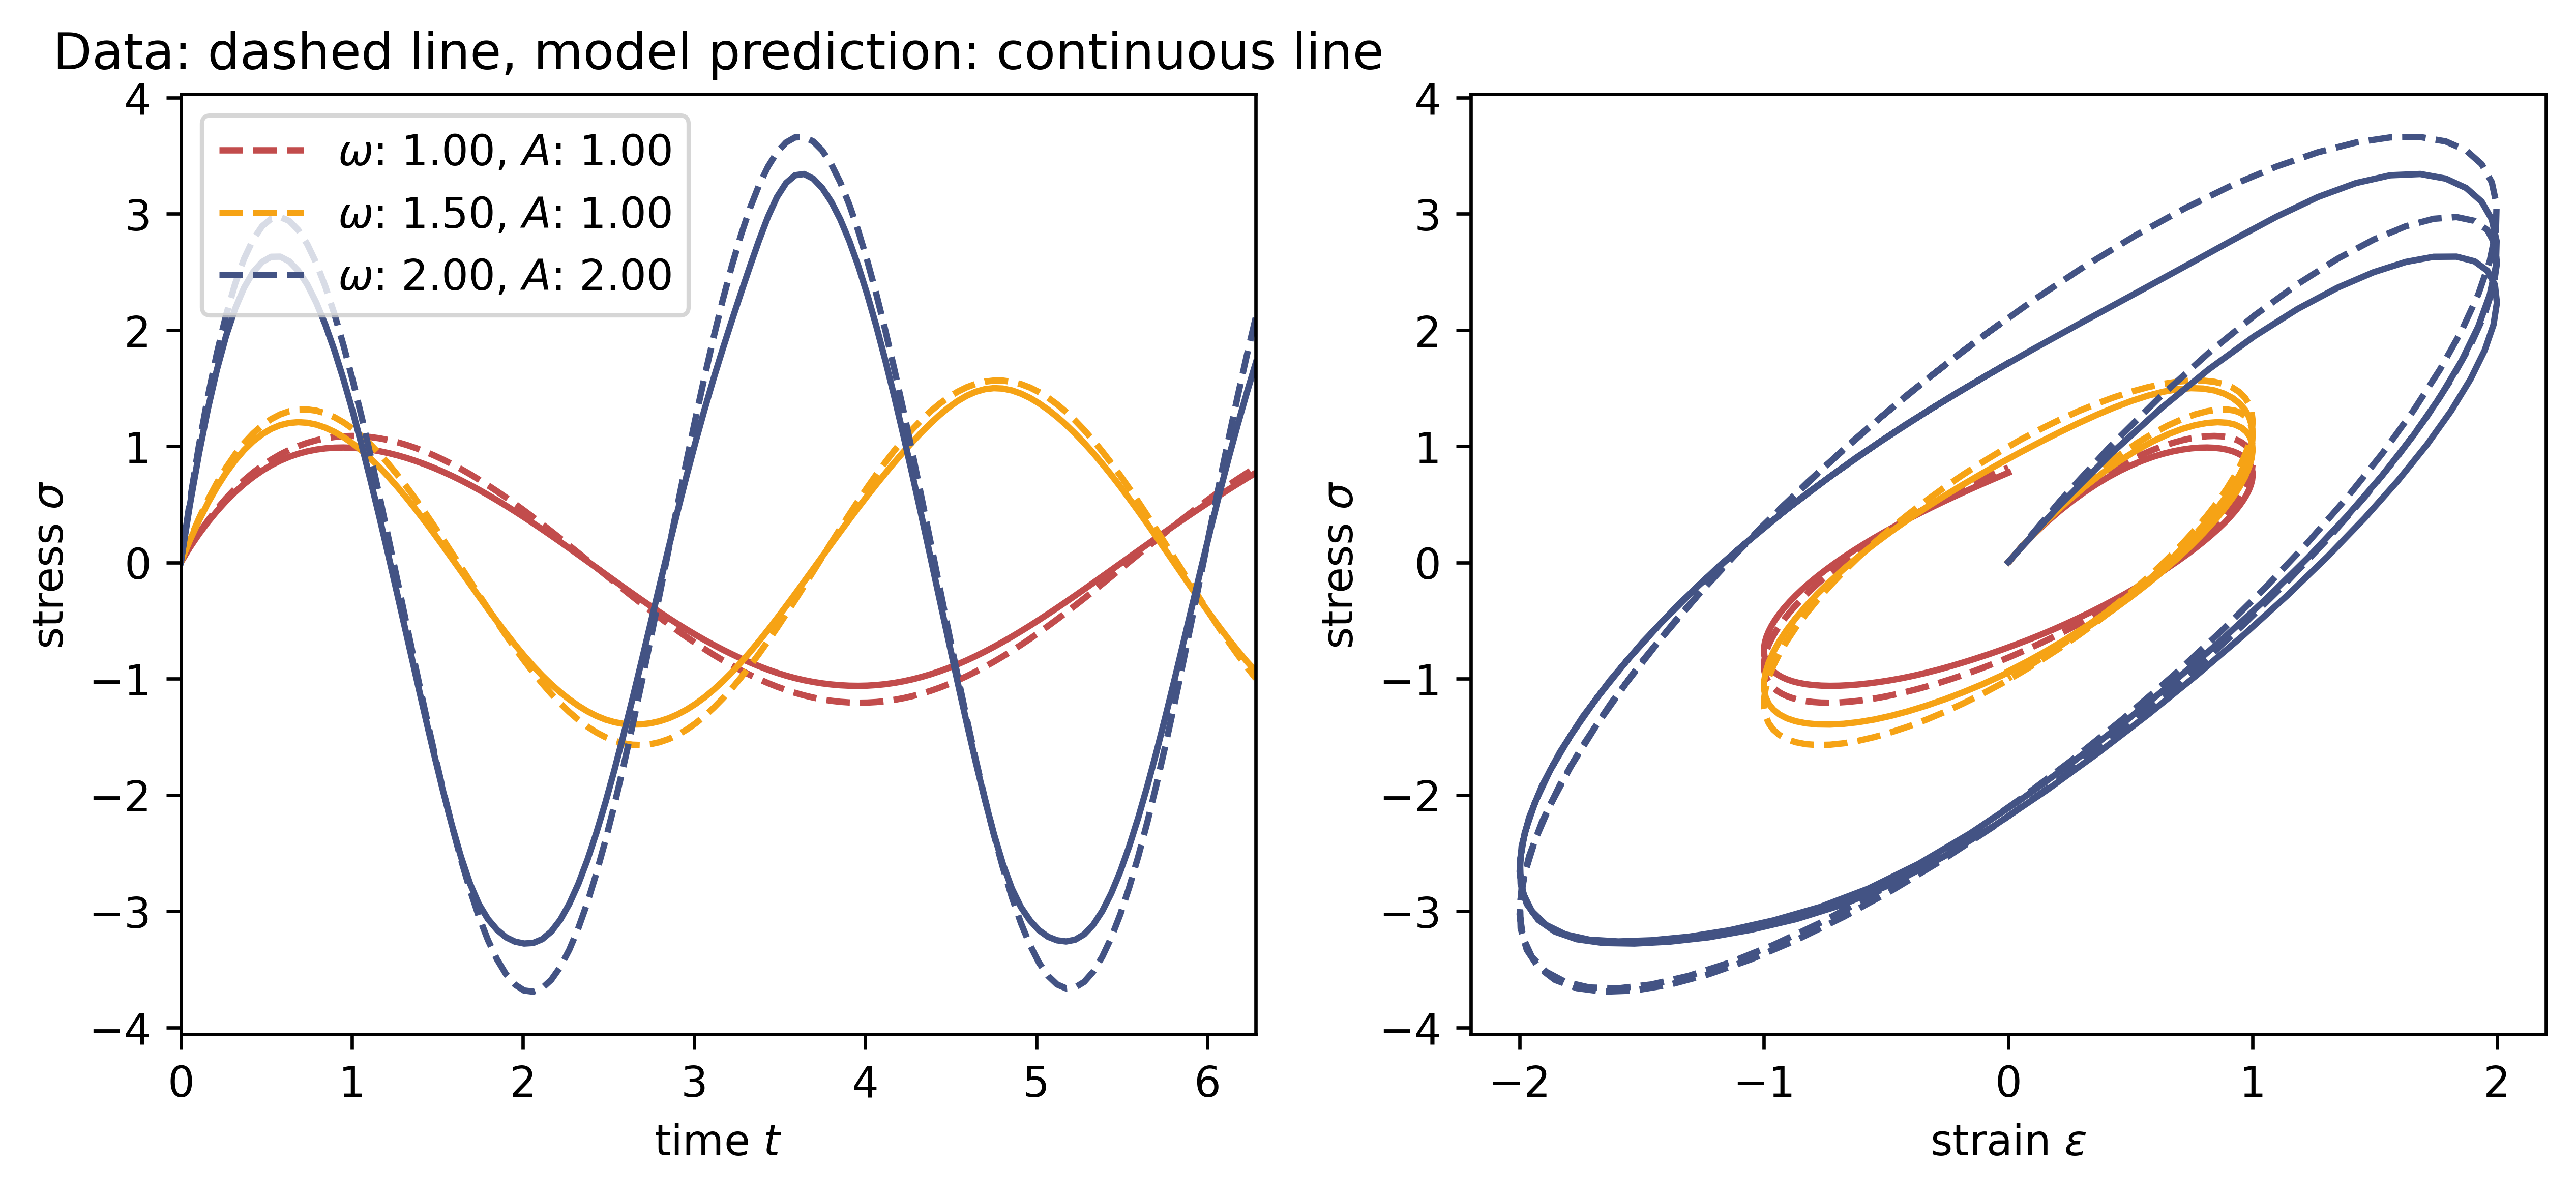 Data: dashed line, model prediction: continuous line
ω: 1.00, A: 1.00
ω: 1.50, A: 1.00
ω: 2.00, A: 2.00
stress σ
4
3
2
1
0
−1
−2
−3
−4
0 1 2 3 4 5 6
time t
stress σ
4
3
2
1
0
−1
−2
−3
−4
−2 −1 0 1 2
strain ε